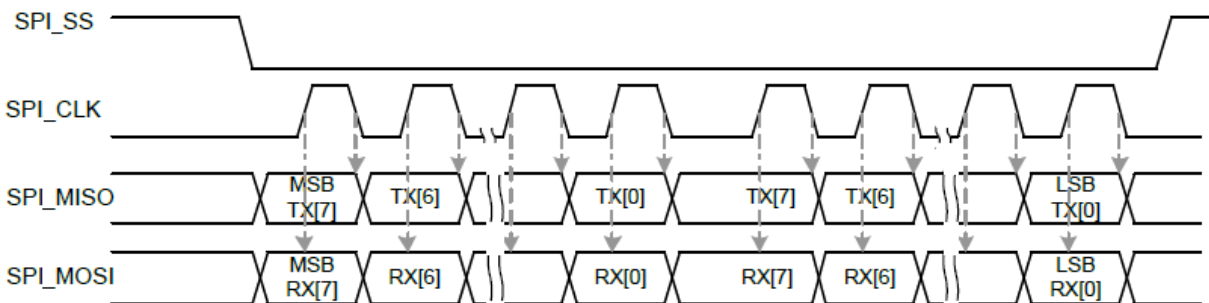 SPI_SS
SPI_CLK
SPI_MISO
MSB
TX[7]
TX[6]
TX[0]
TX[7]
TX[6]
LSB
TX[0]
SPI_MOSI
MSB
RX[7]
RX[6]
RX[0]
RX[7]
RX[6]
LSB
RX[0]